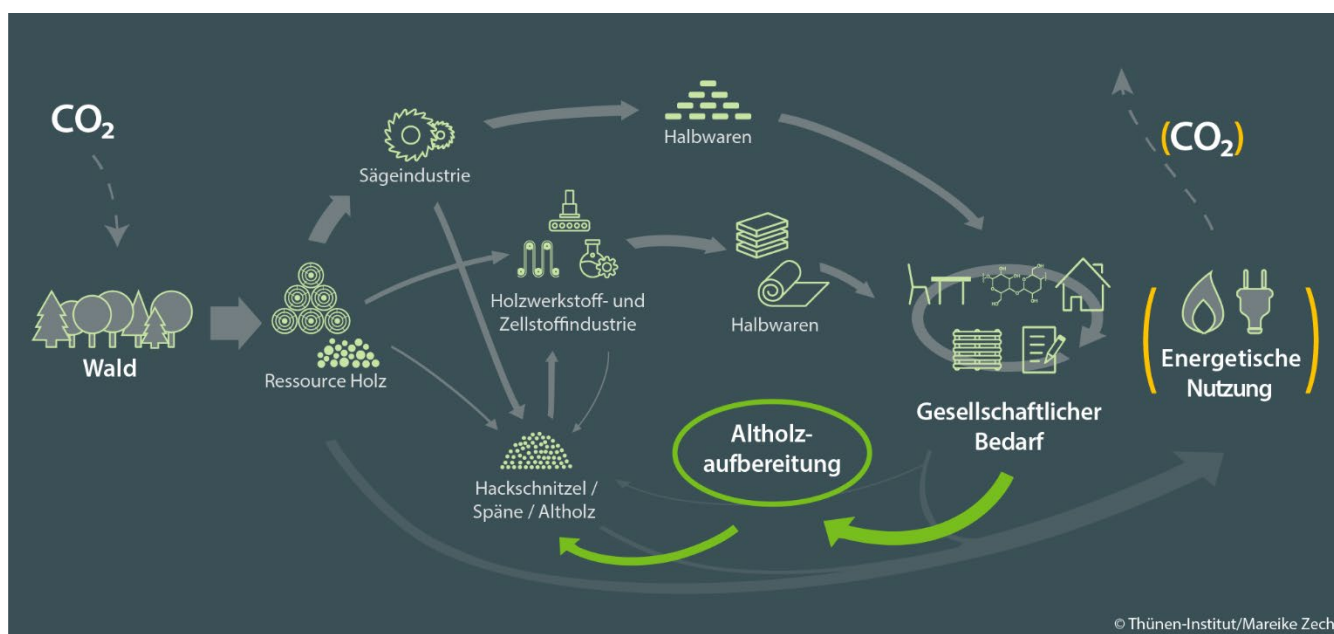 CO₂
Sägeindustrie
Halbwaren
(CO₂)
Holzwerkstoff- und
Zellstoffindustrie
Halbwaren
Wald
Ressource Holz
Energetische
Nutzung
Gesellschaftlicher
Bedarf
Altholz-
aufbereitung
Hackschnitzel /
Späne / Altholz
© Thünen-Institut/Mareike Zech